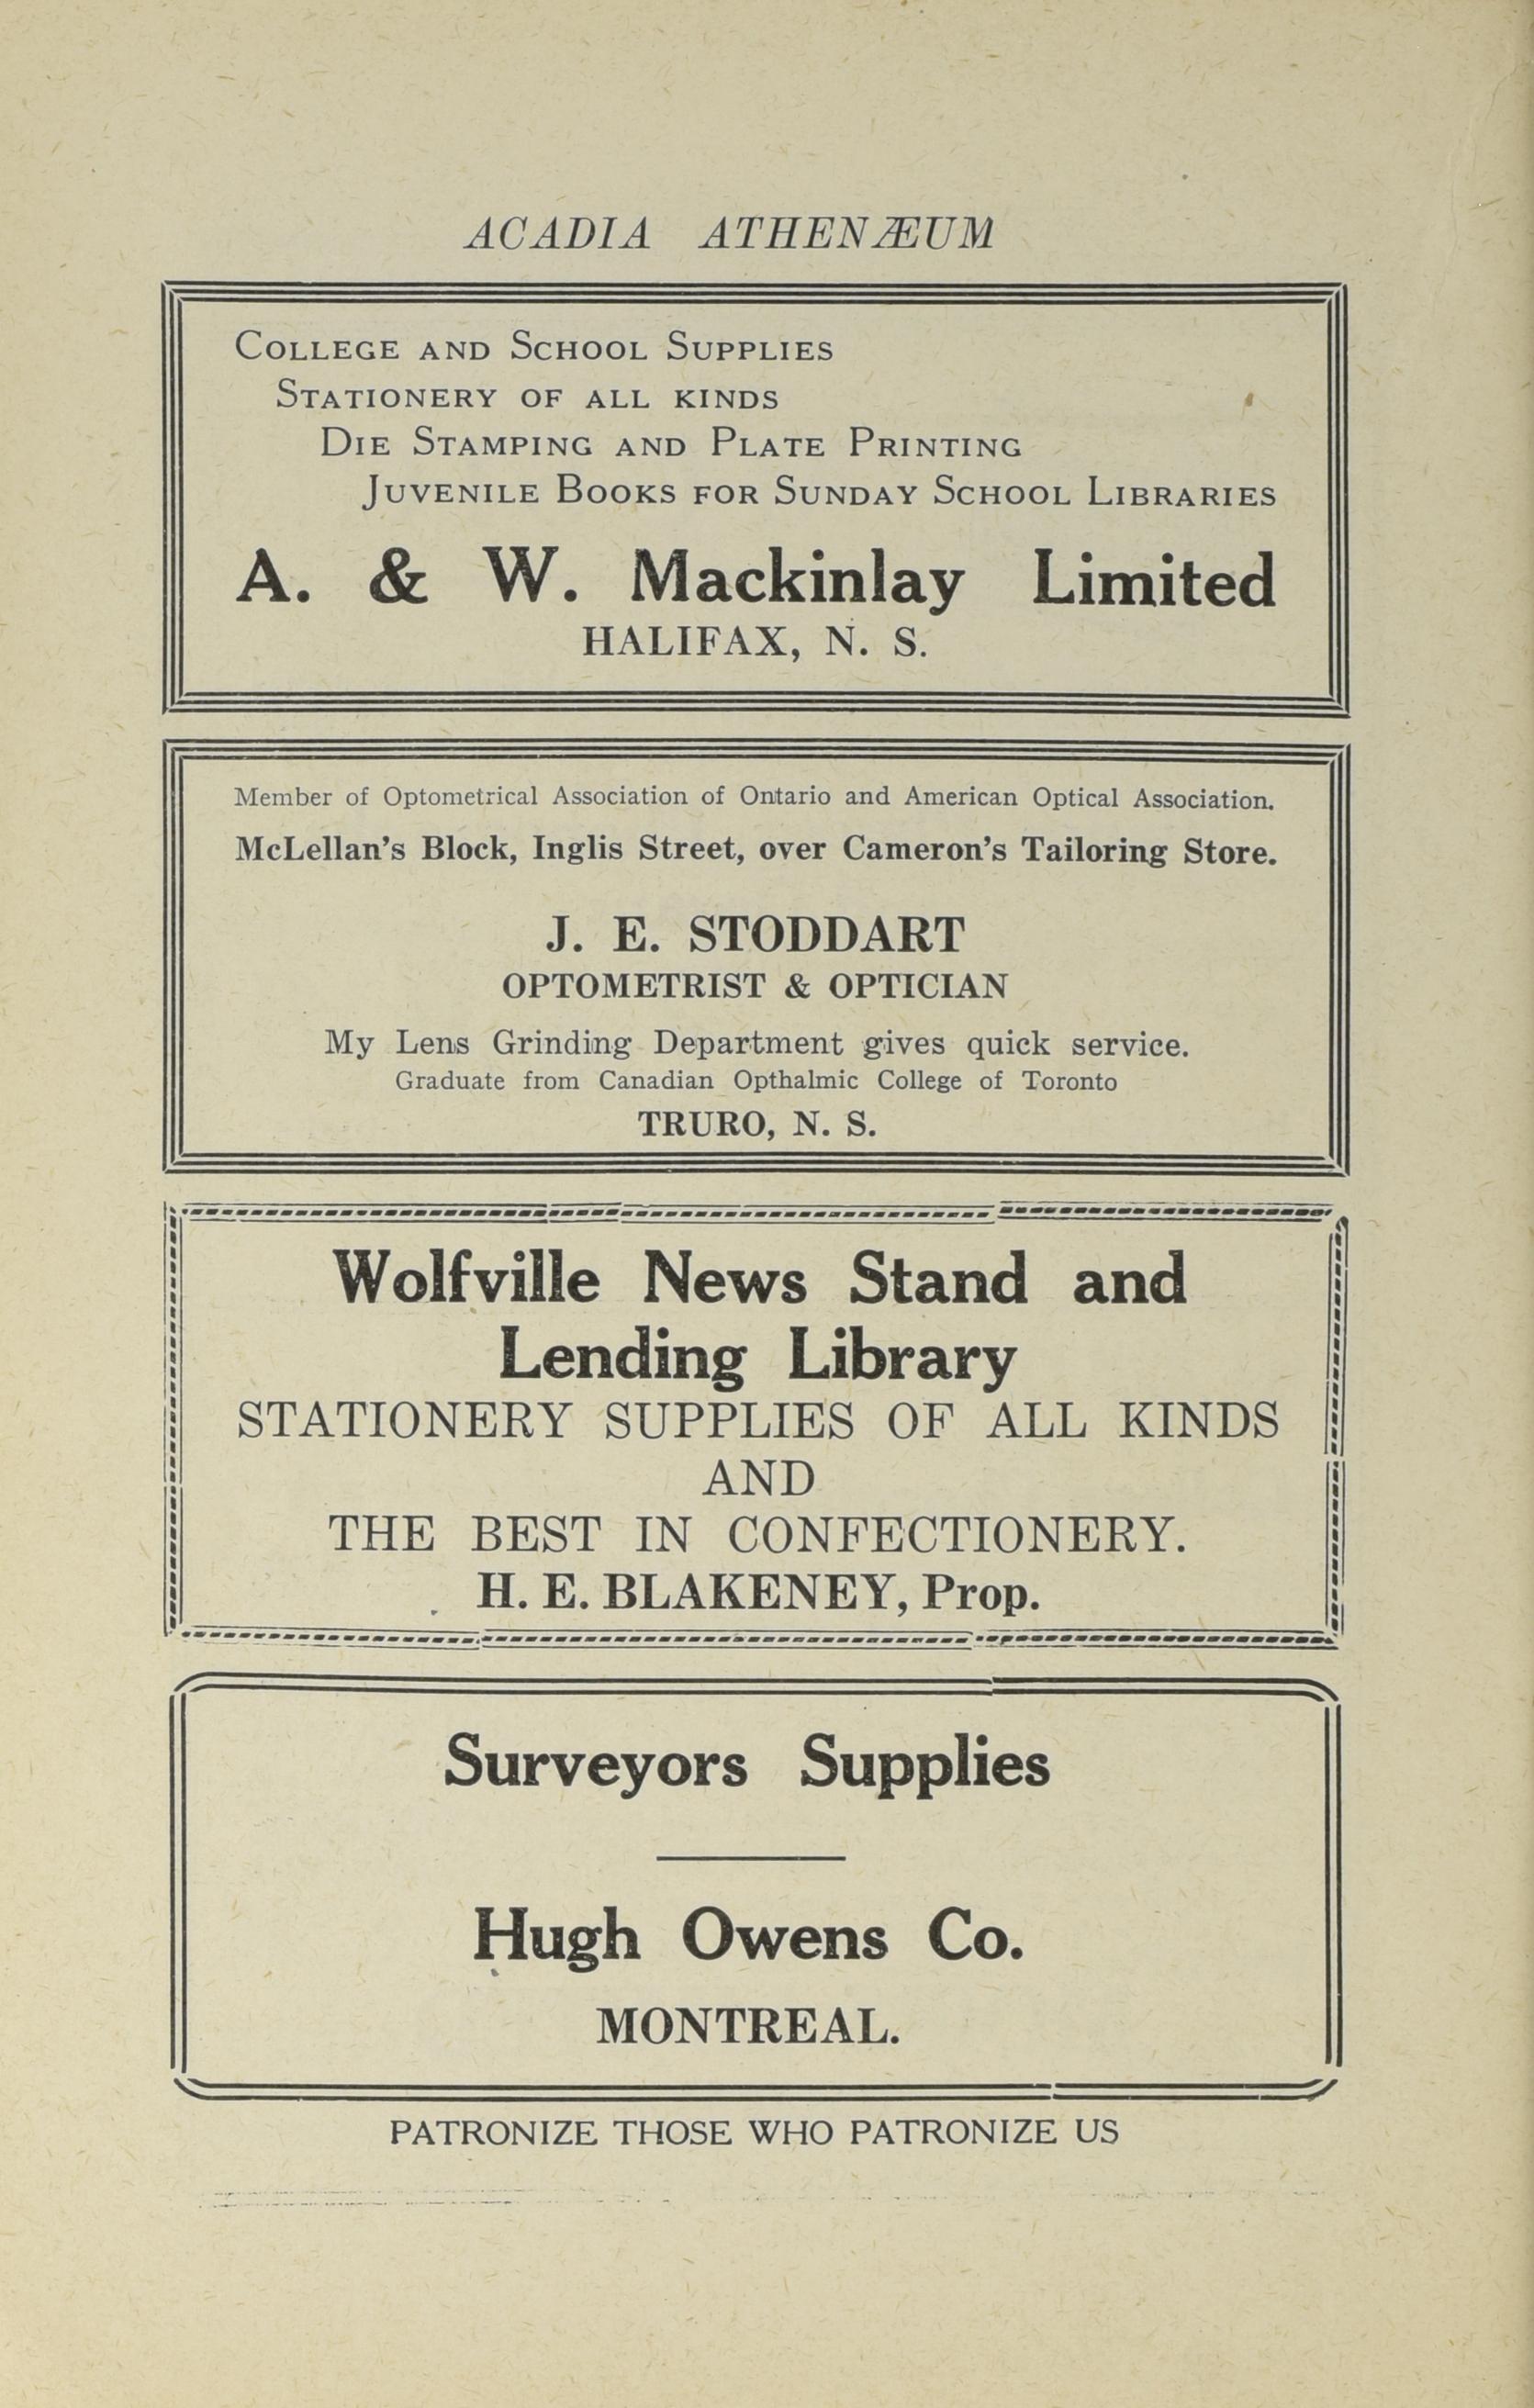 ACADIA ATHENÆUM
College and School Supplies
Stationery of all kinds
Die Stamping and Plate Printing
Juvenile Books for Sunday School Libraries
A. & W. Mackinlay Limited
HALIFAX, N. S.
Member of Optometrical Association of Ontario and American Optical Association.
McLellan's Block, Inglis Street, over Cameron's Tailoring Store.
J. E. STODDART
OPTOMETRIST & OPTICIAN
My Lens Grinding Department gives quick service.
Graduate from Canadian Opthalmic College of Toronto
TRURO, N. S.
Wolfville News Stand and
Lending Library
STATIONERY SUPPLIES OF ALL KINDS
AND
THE BEST IN CONFECTIONERY.
H. E. BLAKENEY, Prop.
Surveyors Supplies
Hugh Owens Co.
MONTREAL.
PATRONIZE THOSE WHO PATRONIZE US